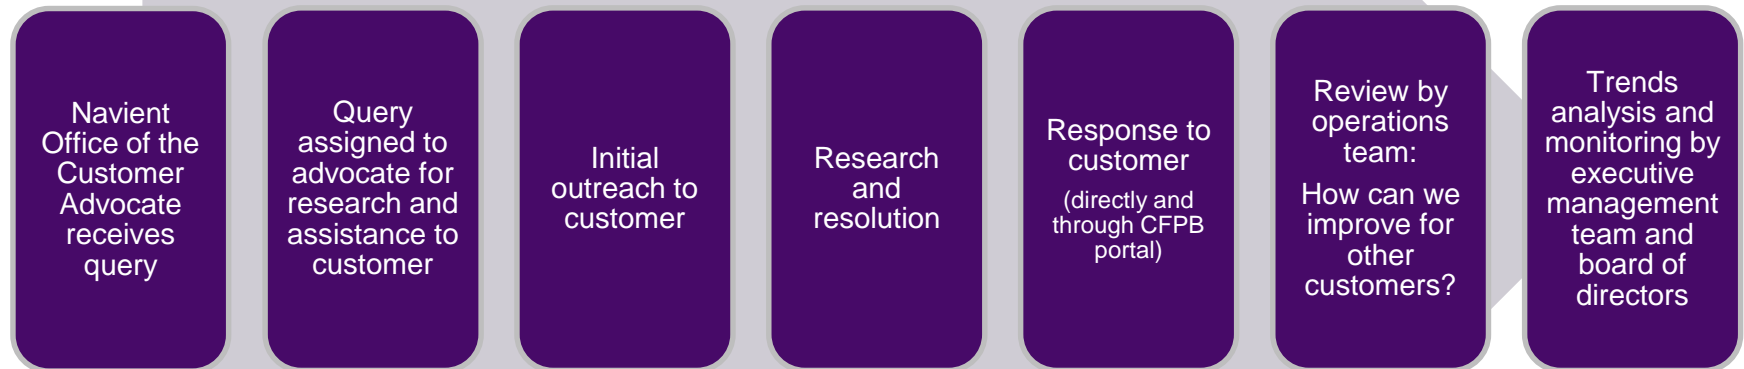 Navient
Office of the
Customer
Advocate
receives
query
Query
assigned to
advocate for
research and
assistance to
customer
Initial
outreach to
customer
Research
and
resolution
Response to
customer
(directly and
through CFPB
portal)
Review by
operations
team:
How can we
improve for
other
customers?
Trends
analysis and
monitoring by
executive
management
team and
board of
directors